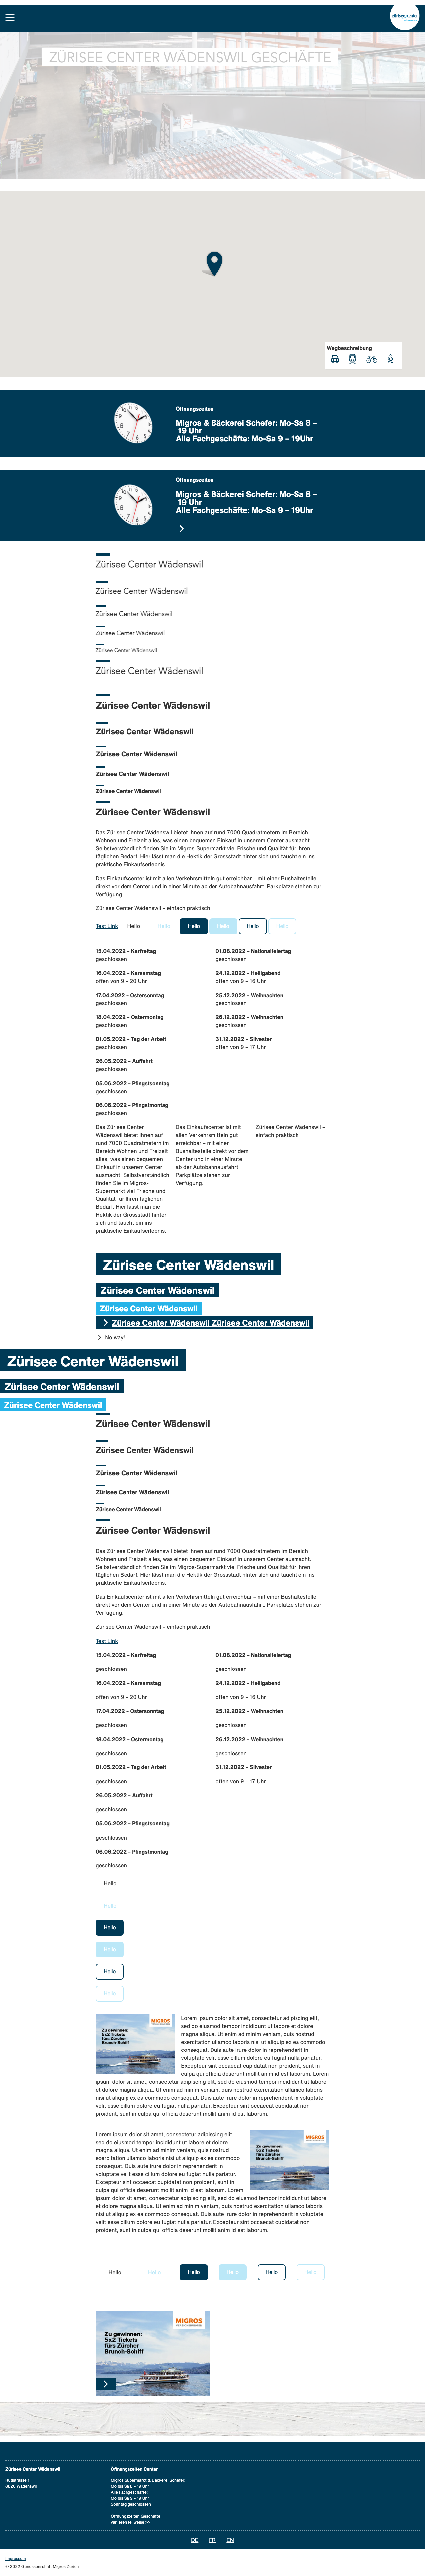 zürisee center
ZÜRISEE CENTER WÄDENSWIL GESCHÄFTE
Wegbeschreibung
Öffnungszeiten
Migros & Bäckerei Schefer: Mo-Sa 8 –
19 Uhr
Alle Fachgeschäfte: Mo-Sa 9 – 19Uhr
Öffnungszeiten
Migros & Bäckerei Schefer: Mo-Sa 8 –
19 Uhr
Alle Fachgeschäfte: Mo-Sa 9 – 19Uhr
Zürisee Center Wädenswil
Zürisee Center Wädenswil
Zürisee Center Wädenswil
Zürisee Center Wädenswil
Zürisee Center Wädenswil
Zürisee Center Wädenswil
Zürisee Center Wädenswil
Zürisee Center Wädenswil
Zürisee Center Wädenswil
Zürisee Center Wädenswil
Zürisee Center Wädenswil
Zürisee Center Wädenswil
Das Zürisee Center Wädenswil bietet Ihnen auf rund 7000 Quadratmetern im Bereich
Wohnen und Freizeit alles, was einen bequemen Einkauf in unserem Center ausmacht.
Selbstverständlich finden Sie im Migros-Supermarkt viel Frische und Qualität für Ihren
täglichen Bedarf. Hier lässt man die Hektik der Grossstadt hinter sich und taucht ein ins
praktische Einkaufserlebnis.
Das Einkaufscenter ist mit allen Verkehrsmitteln gut erreichbar – mit einer Bushaltestelle
direkt vor dem Center und in einer Minute ab der Autobahnausfahrt. Parkplätze stehen zur
Verfügung.
Zürisee Center Wädenswil – einfach praktisch
Test Link Hello Hello Hello Hello Hello Hello
15.04.2022 – Karfreitag
geschlossen
16.04.2022 – Karsamstag
offen von 9 – 20 Uhr
17.04.2022 – Ostersonntag
geschlossen
18.04.2022 – Ostermontag
geschlossen
01.05.2022 – Tag der Arbeit
geschlossen
26.05.2022 – Auffahrt
geschlossen
05.06.2022 – Pfingstsonntag
geschlossen
06.06.2022 – Pfingstmontag
geschlossen
01.08.2022 – Nationalfeiertag
geschlossen
24.12.2022 – Heiligabend
offen von 9 – 16 Uhr
25.12.2022 – Weihnachten
geschlossen
26.12.2022 – Weihnachten
geschlossen
31.12.2022 – Silvester
offen von 9 – 17 Uhr
Das Zürisee Center
Wädenswil bietet Ihnen auf
rund 7000 Quadratmetern im
Bereich Wohnen und Freizeit
alles, was einen bequemen
Einkauf in unserem Center
ausmacht. Selbstverständlich
finden Sie im Migros-
Supermarkt viel Frische und
Qualität für Ihren täglichen
Bedarf. Hier lässt man die
Hektik der Grossstadt hinter
sich und taucht ein ins
praktische Einkaufserlebnis.
Das Einkaufscenter ist mit
allen Verkehrsmitteln gut
erreichbar – mit einer
Bushaltestelle direkt vor dem
Center und in einer Minute
ab der Autobahnausfahrt.
Parkplätze stehen zur
Verfügung.
Zürisee Center Wädenswil –
einfach praktisch
Zürisee Center Wädenswil
Zürisee Center Wädenswil
Zürisee Center Wädenswil
Zürisee Center Wädenswil Zürisee Center Wädenswil
No way!
Zürisee Center Wädenswil
Zürisee Center Wädenswil
Zürisee Center Wädenswil
Zürisee Center Wädenswil
Zürisee Center Wädenswil
Zürisee Center Wädenswil
Zürisee Center Wädenswil
Zürisee Center Wädenswil
Zürisee Center Wädenswil
Das Zürisee Center Wädenswil bietet Ihnen auf rund 7000 Quadratmetern im Bereich
Wohnen und Freizeit alles, was einen bequemen Einkauf in unserem Center ausmacht.
Selbstverständlich finden Sie im Migros-Supermarkt viel Frische und Qualität für Ihren
täglichen Bedarf. Hier lässt man die Hektik der Grossstadt hinter sich und taucht ein ins
praktische Einkaufserlebnis.
Das Einkaufscenter ist mit allen Verkehrsmitteln gut erreichbar – mit einer Bushaltestelle
direkt vor dem Center und in einer Minute ab der Autobahnausfahrt. Parkplätze stehen zur
Verfügung.
Zürisee Center Wädenswil – einfach praktisch
Test Link
15.04.2022 – Karfreitag
geschlossen
16.04.2022 – Karsamstag
offen von 9 – 20 Uhr
17.04.2022 – Ostersonntag
geschlossen
18.04.2022 – Ostermontag
geschlossen
01.05.2022 – Tag der Arbeit
geschlossen
26.05.2022 – Auffahrt
geschlossen
05.06.2022 – Pfingstsonntag
geschlossen
06.06.2022 – Pfingstmontag
geschlossen
01.08.2022 – Nationalfeiertag
geschlossen
24.12.2022 – Heiligabend
offen von 9 – 16 Uhr
25.12.2022 – Weihnachten
geschlossen
26.12.2022 – Weihnachten
geschlossen
31.12.2022 – Silvester
offen von 9 – 17 Uhr
Hello
Hello
Hello
Hello
Hello
Hello
MIGROS
Zu gewinnen:
5x2 Tickets
fürs Zürcher
Brunch-Schiff
Lorem ipsum dolor sit amet, consectetur adipiscing elit,
sed do eiusmod tempor incididunt ut labore et dolore
magna aliqua. Ut enim ad minim veniam, quis nostrud
exercitation ullamco laboris nisi ut aliquip ex ea commodo
consequat. Duis aute irure dolor in reprehenderit in
voluptate velit esse cillum dolore eu fugiat nulla pariatur.
Excepteur sint occaecat cupidatat non proident, sunt in
culpa qui officia deserunt mollit anim id est laborum. Lorem
ipsum dolor sit amet, consectetur adipiscing elit, sed do eiusmod tempor incididunt ut labore
et dolore magna aliqua. Ut enim ad minim veniam, quis nostrud exercitation ullamco laboris
nisi ut aliquip ex ea commodo consequat. Duis aute irure dolor in reprehenderit in voluptate
velit esse cillum dolore eu fugiat nulla pariatur. Excepteur sint occaecat cupidatat non
proident, sunt in culpa qui officia deserunt mollit anim id est laborum.
Lorem ipsum dolor sit amet, consectetur adipiscing elit,
sed do eiusmod tempor incididunt ut labore et dolore
magna aliqua. Ut enim ad minim veniam, quis nostrud
exercitation ullamco laboris nisi ut aliquip ex ea commodo
consequat. Duis aute irure dolor in reprehenderit in
voluptate velit esse cillum dolore eu fugiat nulla pariatur.
Excepteur sint occaecat cupidatat non proident, sunt in
culpa qui officia deserunt mollit anim id est laborum. Lorem
ipsum dolor sit amet, consectetur adipiscing elit, sed do eiusmod tempor incididunt ut labore
et dolore magna aliqua. Ut enim ad minim veniam, quis nostrud exercitation ullamco laboris
nisi ut aliquip ex ea commodo consequat. Duis aute irure dolor in reprehenderit in voluptate
velit esse cillum dolore eu fugiat nulla pariatur. Excepteur sint occaecat cupidatat non
proident, sunt in culpa qui officia deserunt mollit anim id est laborum.
MIGROS
Zu gewinnen:
5x2 Tickets
fürs Zürcher
Brunch-Schiff
Hello Hello Hello Hello Hello Hello
MIGROS
Zu gewinnen:
5x2 Tickets
fürs Zürcher
Brunch-Schiff
Zürisee Center Wädenswil
Rütistrasse 1
8820 Wädenswil
Öffnungszeiten Center
Migros Supermarkt & Bäckerei Schefer:
Mo bis Sa 8 – 19 Uhr
Alle Fachgeschäfte:
Mo bis Sa 9 – 19 Uhr
Sonntag geschlossen
Öffnungszeiten Geschäfte
variieren teilweise >>
DE FR EN
Impressum
© 2022 Genossenschaft Migros Zürich